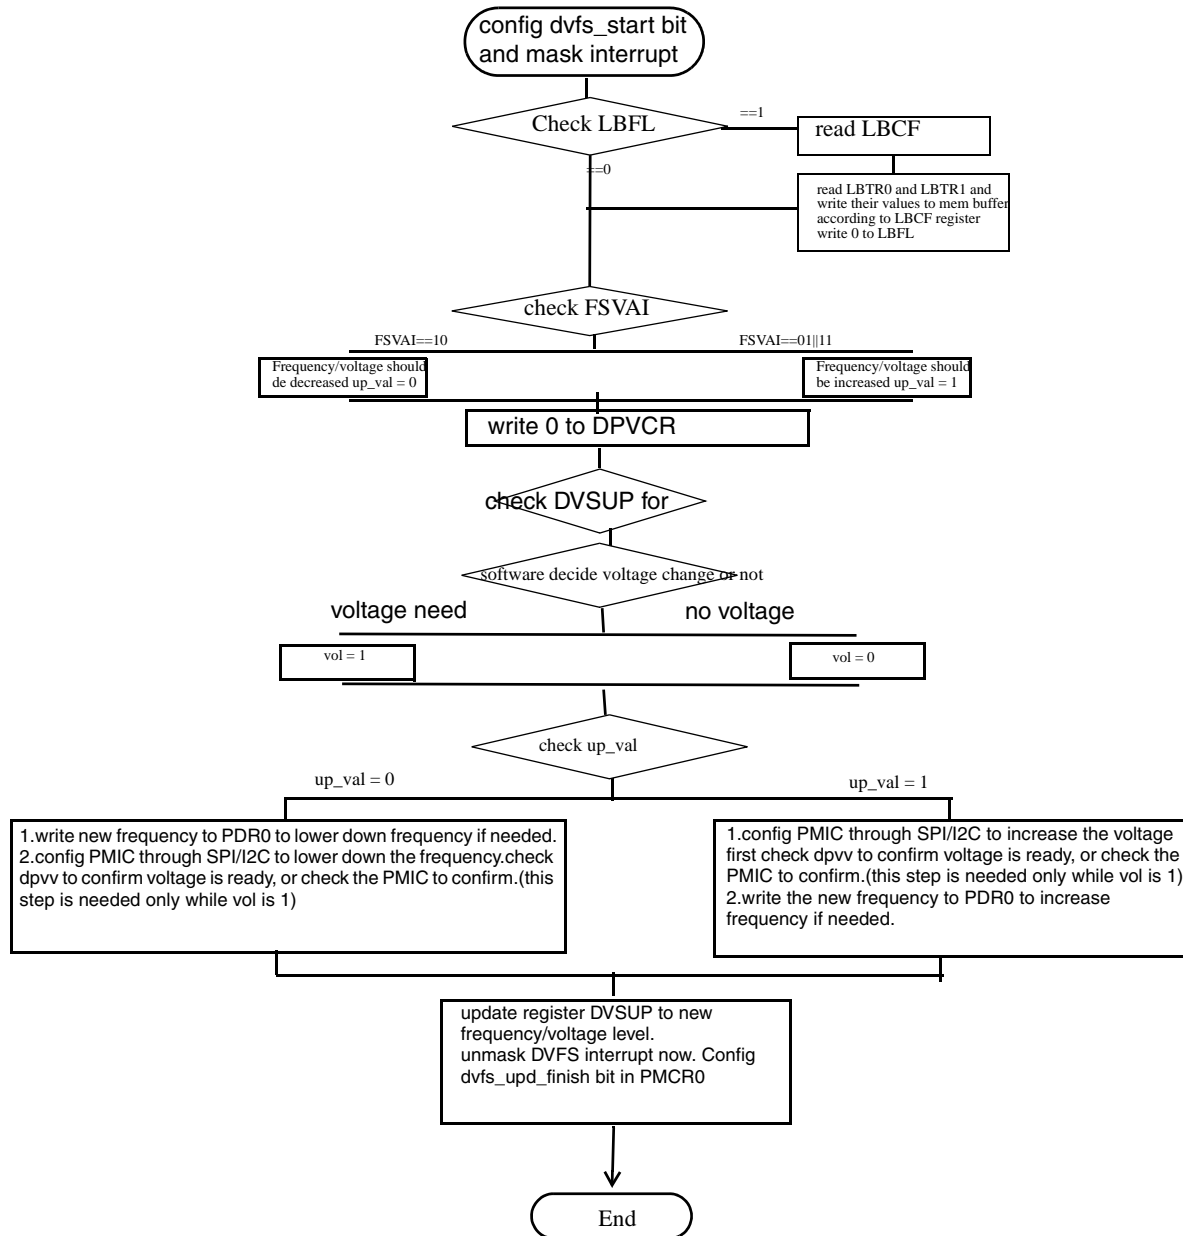 config dvfs_start bit
and mask interrupt
Check LBFL
==1
read LBCF
==0
read LBTR0 and LBTR1 and
write their values to mem buffer
according to LBCF register
write 0 to LBFL
check FSVAI
FSVAI==10
FSVAI==01||11
Frequency/voltage should
de decreased up_val = 0
Frequency/voltage should
be increased up_val = 1
write 0 to DPVCR
check DVSUP for
software decide voltage change or not
voltage need
no voltage
vol = 1
vol = 0
check up_val
up_val = 0
up_val = 1
1.write new frequency to PDR0 to lower down frequency if needed.
2.config PMIC through SPI/I2C to lower down the frequency.check
dpvv to confirm voltage is ready, or check the PMIC to confirm.(this
step is needed only while vol is 1)
1.config PMIC through SPI/I2C to increase the voltage
first check dpvv to confirm voltage is ready, or check the
PMIC to confirm.(this step is needed only while vol is 1)
2.write the new frequency to PDR0 to increase
frequency if needed.
update register DVSUP to new
frequency/voltage level.
unmask DVFS interrupt now. Config
dvfs_upd_finish bit in PMCR0
End